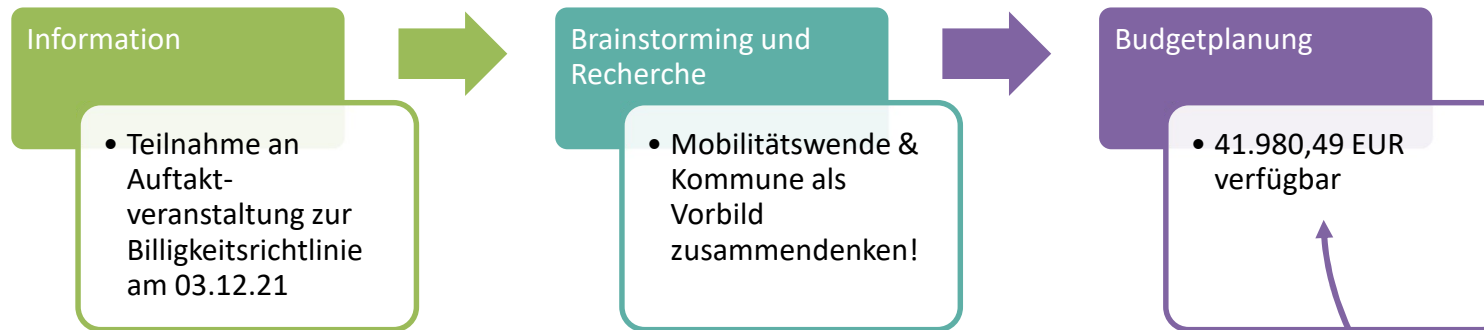 Information
• Teilnahme an
Auftakt-
veranstaltung zur
Billigkeitsrichtlinie
am 03.12.21
Brainstorming und
Recherche
• Mobilitätswende &
Kommune als
Vorbild
zusammendenken!
Budgetplanung
• 41.980,49 EUR
verfügbar